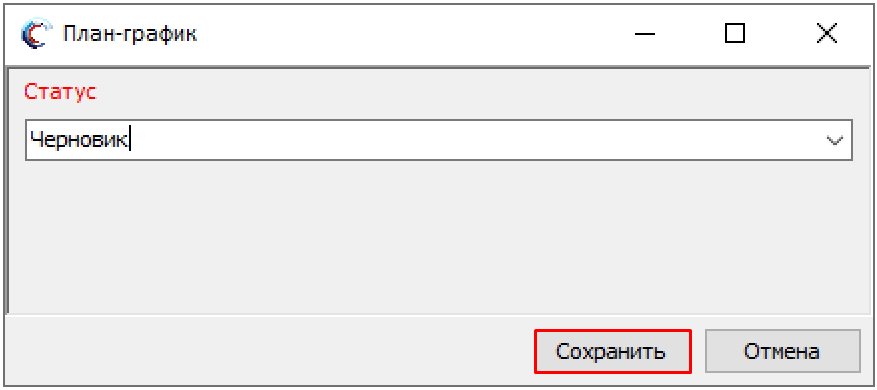 План-график
Статус
Черновик
Сохранить
Отмена